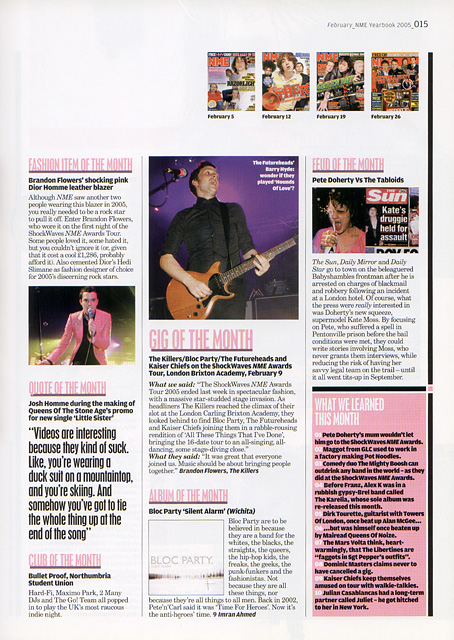 February_NME Yearbook 2005_015
February 5
February 12
February 19
February 26
FASHION ITEM OF THE MONTH
Brandon Flowers' shocking pink
Dior Homme leather blazer
Although NME saw another two
people wearing this blazer in 2005,
you really needed to be a rock star
to pull it off. Enter Brandon Flowers,
who wore it on the first night of the
ShockWaves NME Awards Tour.
Some people loved it, some hated it,
but you couldn't ignore it (or, given
that it cost a cool £1,286, probably
afford it). Also cemented Dior's Hedi
Slimane as fashion designer of choice
for 2005's discerning rock stars.
QUOTE OF THE MONTH
Josh Homme during the making of
Queens Of The Stone Age's promo
for new single 'Little Sister'
"Videos are interesting
because they kind of suck.
Like, you're wearing a
duck suit on a mountaintop,
and you're skiing. And
somehow you've got to tie
the whole thing up at the
end of the song"
CLUB OF THE MONTH
Bullet Proof, Northumbria
Student Union
Hard-Fi, Maximo Park, 2 Many
DJs and The Go! Team all popped
in to play the UK's most raucous
indie night.
The Futureheads'
Barry Hyde:
wonder if they
played 'Hounds
Of Love'?
GIG OF THE MONTH
The Killers/Bloc Party/The Futureheads and
Kaiser Chiefs on the ShockWaves NME Awards
Tour, London Brixton Academy, February 9
What we said: "The ShockWaves NME Awards
Tour 2005 ended last week in spectacular fashion,
with a massive star-studded stage invasion. As
headliners The Killers reached the climax of their
slot at the London Carling Brixton Academy, they
looked behind to find Bloc Party, The Futureheads
and Kaiser Chiefs joining them in a rabble-rousing
rendition of 'All These Things That I've Done',
bringing the 16-date tour to an all-singing, all-
dancing, some stage-diving close."
What they said: "It was great that everyone
joined us. Music should be about bringing people
together." Brandon Flowers, The Killers
ALBUM OF THE MONTH
Bloc Party 'Silent Alarm' (Wichita)
BLOC PARTY.
Bloc Party are to be
believed in because
they are a band for the
whites, the blacks, the
straights, the queers,
the hip-hop kids, the
freaks, the geeks, the
punk-funkers and the
fashionistas. Not
because they are all
these things, nor
because they're all things to all men. Back in 2002,
Pete'n'Carl said it was 'Time For Heroes'. Now it's
the anti-heroes' time. 9 Imran Ahmed
FEUD OF THE MONTH
Pete Doherty Vs The Tabloids
Sun
Kate's
druggie
held for
assault
The Sun, Daily Mirror and Daily
Star go to town on the beleaguered
Babyshambles frontman after he is
arrested on charges of blackmail
and robbery following an incident
at a London hotel. Of course, what
the press were really interested in
was Doherty's new squeeze,
supermodel Kate Moss. By focusing
on Pete, who suffered a spell in
Pentonville prison before the bail
conditions were met, they could
write stories involving Moss, who
never grants them interviews, while
reducing the risk of having her
savvy legal team on the trail – until
it all went tits-up in September.
WHAT WE LEARNED
THIS MONTH
01 Pete Doherty's mum wouldn't let
him go to the ShockWaves NME Awards.
02 Maggot from GLC used to work in
a factory making Pot Noodles.
03 Comedy duo The Mighty Boosh can
outdrink any band in the world – as they
did at the ShockWaves NME Awards.
04 Before Franz, Alex K was in a
rubbish gypsy-Brel band called
The Karelia, whose sole album was
re-released this month.
05 Dirk Tourette, guitarist with Towers
Of London, once beat up Alan McGee...
06 ...but was himself once beaten up
by Mairead Queens Of Noize.
07 The Mars Volta think, heart-
warmingly, that The Libertines are
"faggots in Sgt Pepper's outfits".
08 Dominic Masters claims never to
have cancelled a gig.
09 Kaiser Chiefs keep themselves
amused on tour with walkie-talkies.
10 Julian Casablancas had a long-term
partner called Juliet – he got hitched
to her in New York.